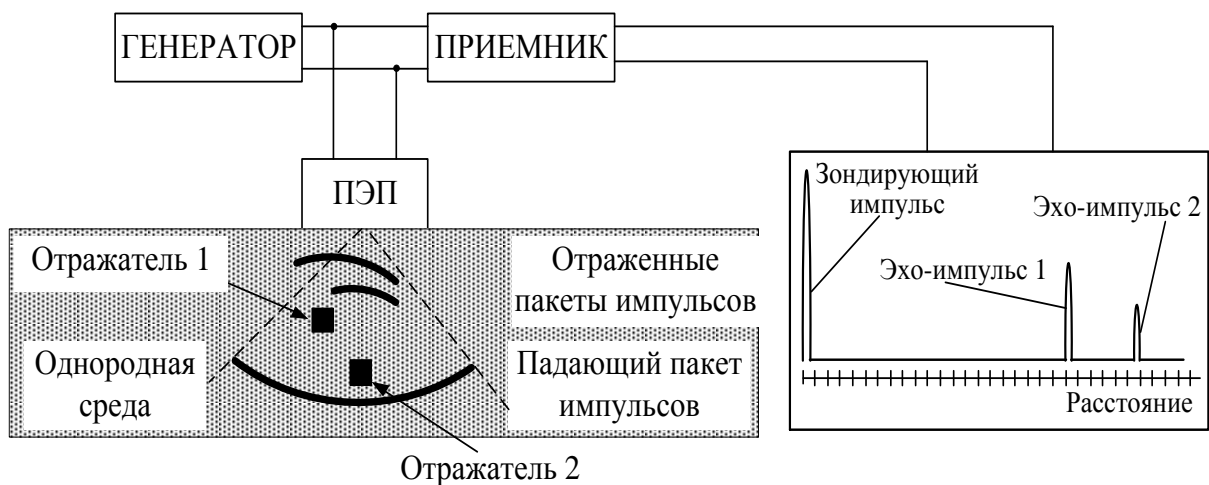 ГЕНЕРАТОР
ПРИЕМНИК
ПЭП
Зондирующий
импульс
Эхо-импульс 2
Эхо-импульс 1
Расстояние
Отражатель 1
Отраженные
пакеты импульсов
Однородная
среда
Падающий пакет
импульсов
Отражатель 2